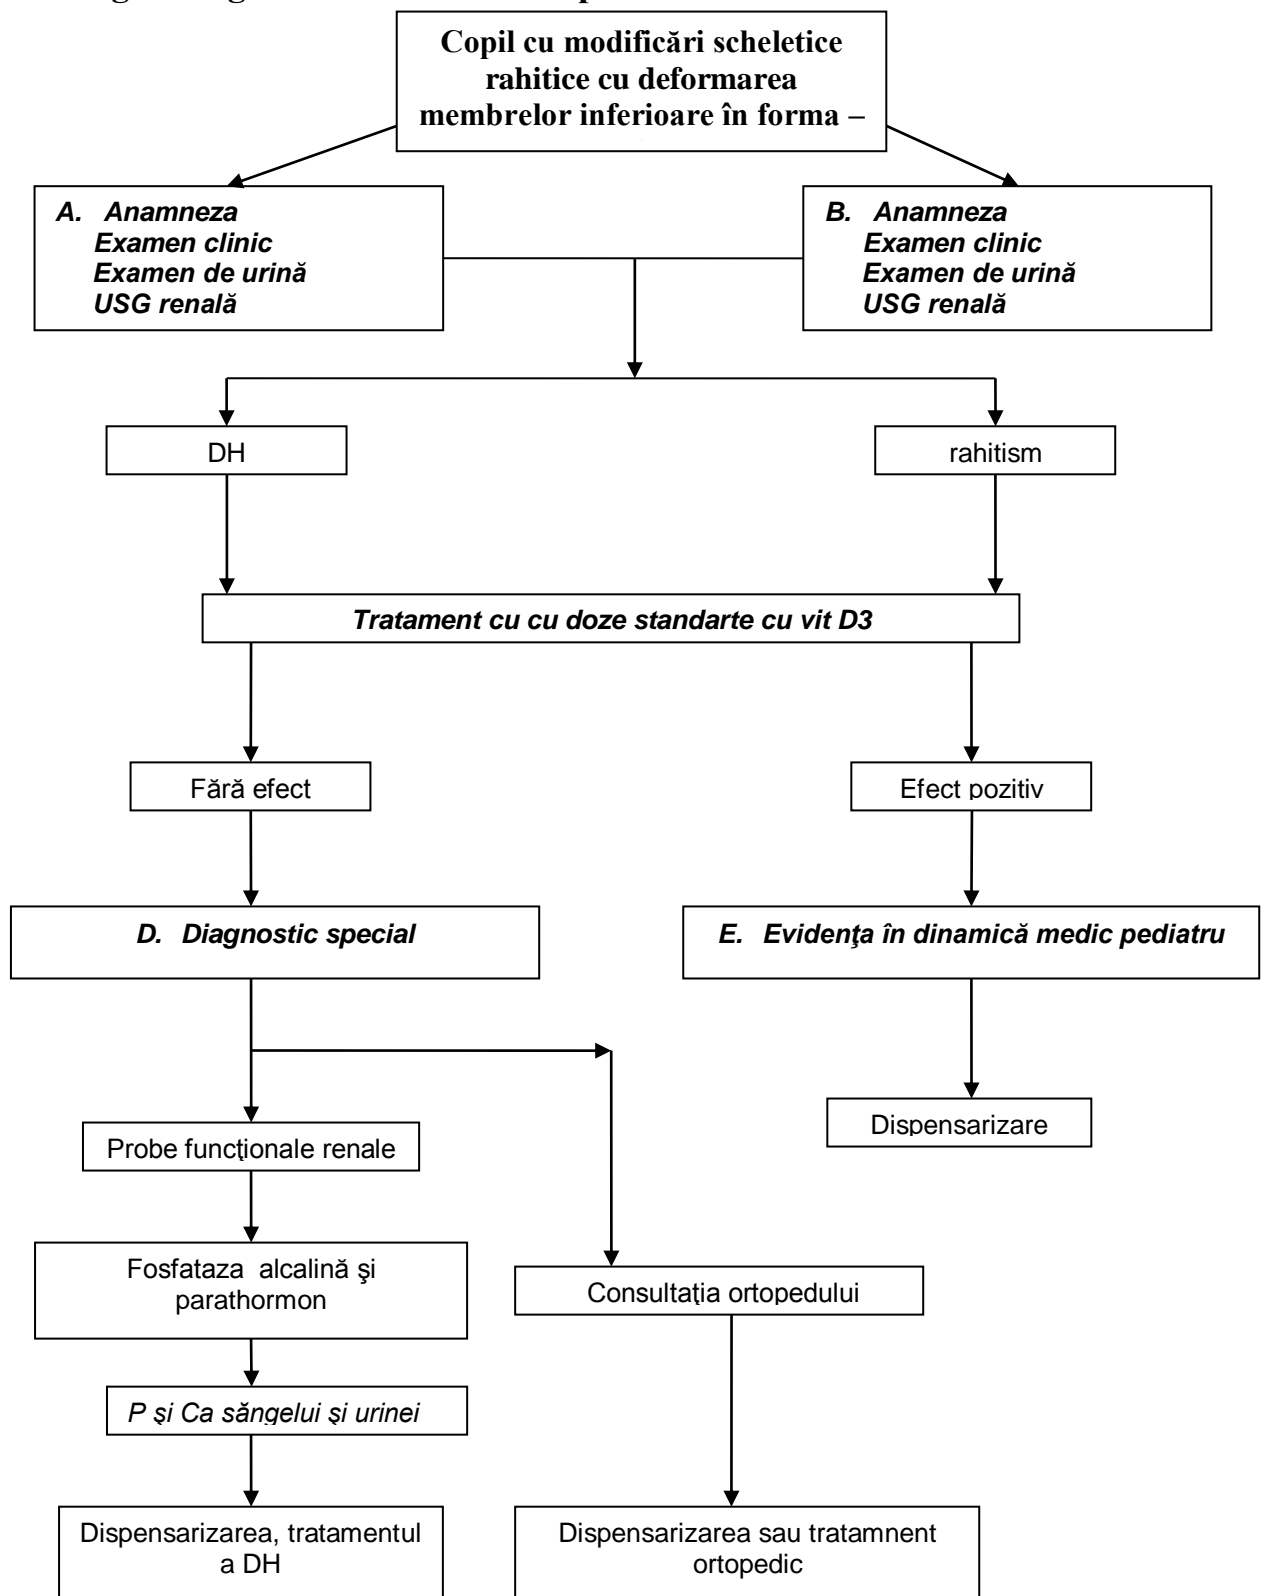 Copil cu modificări scheletice
rahitice cu deformarea
membrelor inferioare în forma –
A. Anamneza
Examen clinic
Examen de urină
USG renală
B. Anamneza
Examen clinic
Examen de urină
USG renală
DH
rahitism
Tratament cu cu doze standarte cu vit D3
Fără efect
Efect pozitiv
D. Diagnostic special
E. Evidenţa în dinamică medic pediatru
Probe funcţionale renale
Dispensarizare
Fosfataza alcalină şi
parathormon
Consultaţia ortopedului
P şi Ca săngelui şi urinei
Dispensarizarea, tratamentul
a DH
Dispensarizarea sau tratamnent
ortopedic